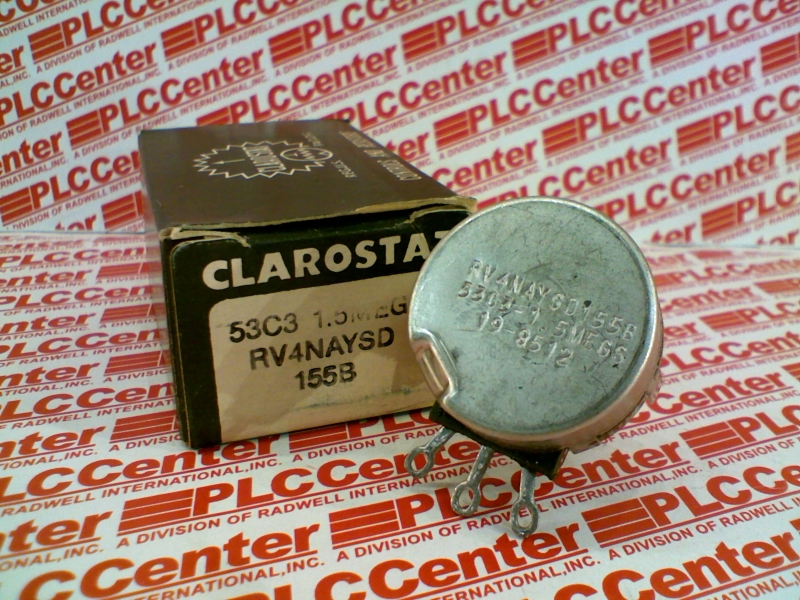 CLAROSTAT
53C3 1.5MEG
RV4NAYSD
155B
RV4NAYSD155B
53C3-1.5MEGS
19-8512
PLCCenter
A DIVISION OF RADWELL INTERNATIONAL, INC.